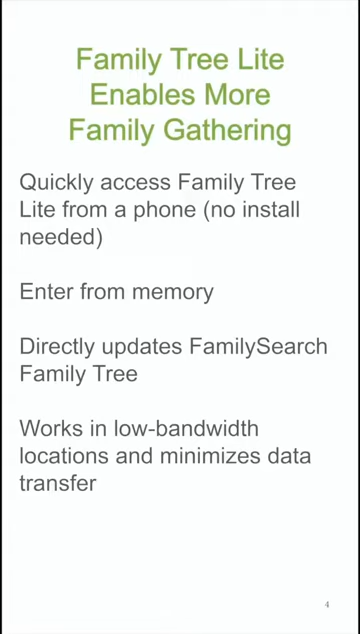 Family Tree Lite
Enables More
Family Gathering
Quickly access Family Tree
Lite from a phone (no install
needed)
Enter from memory
Directly updates FamilySearch
Family Tree
Works in low-bandwidth
locations and minimizes data
transfer
4